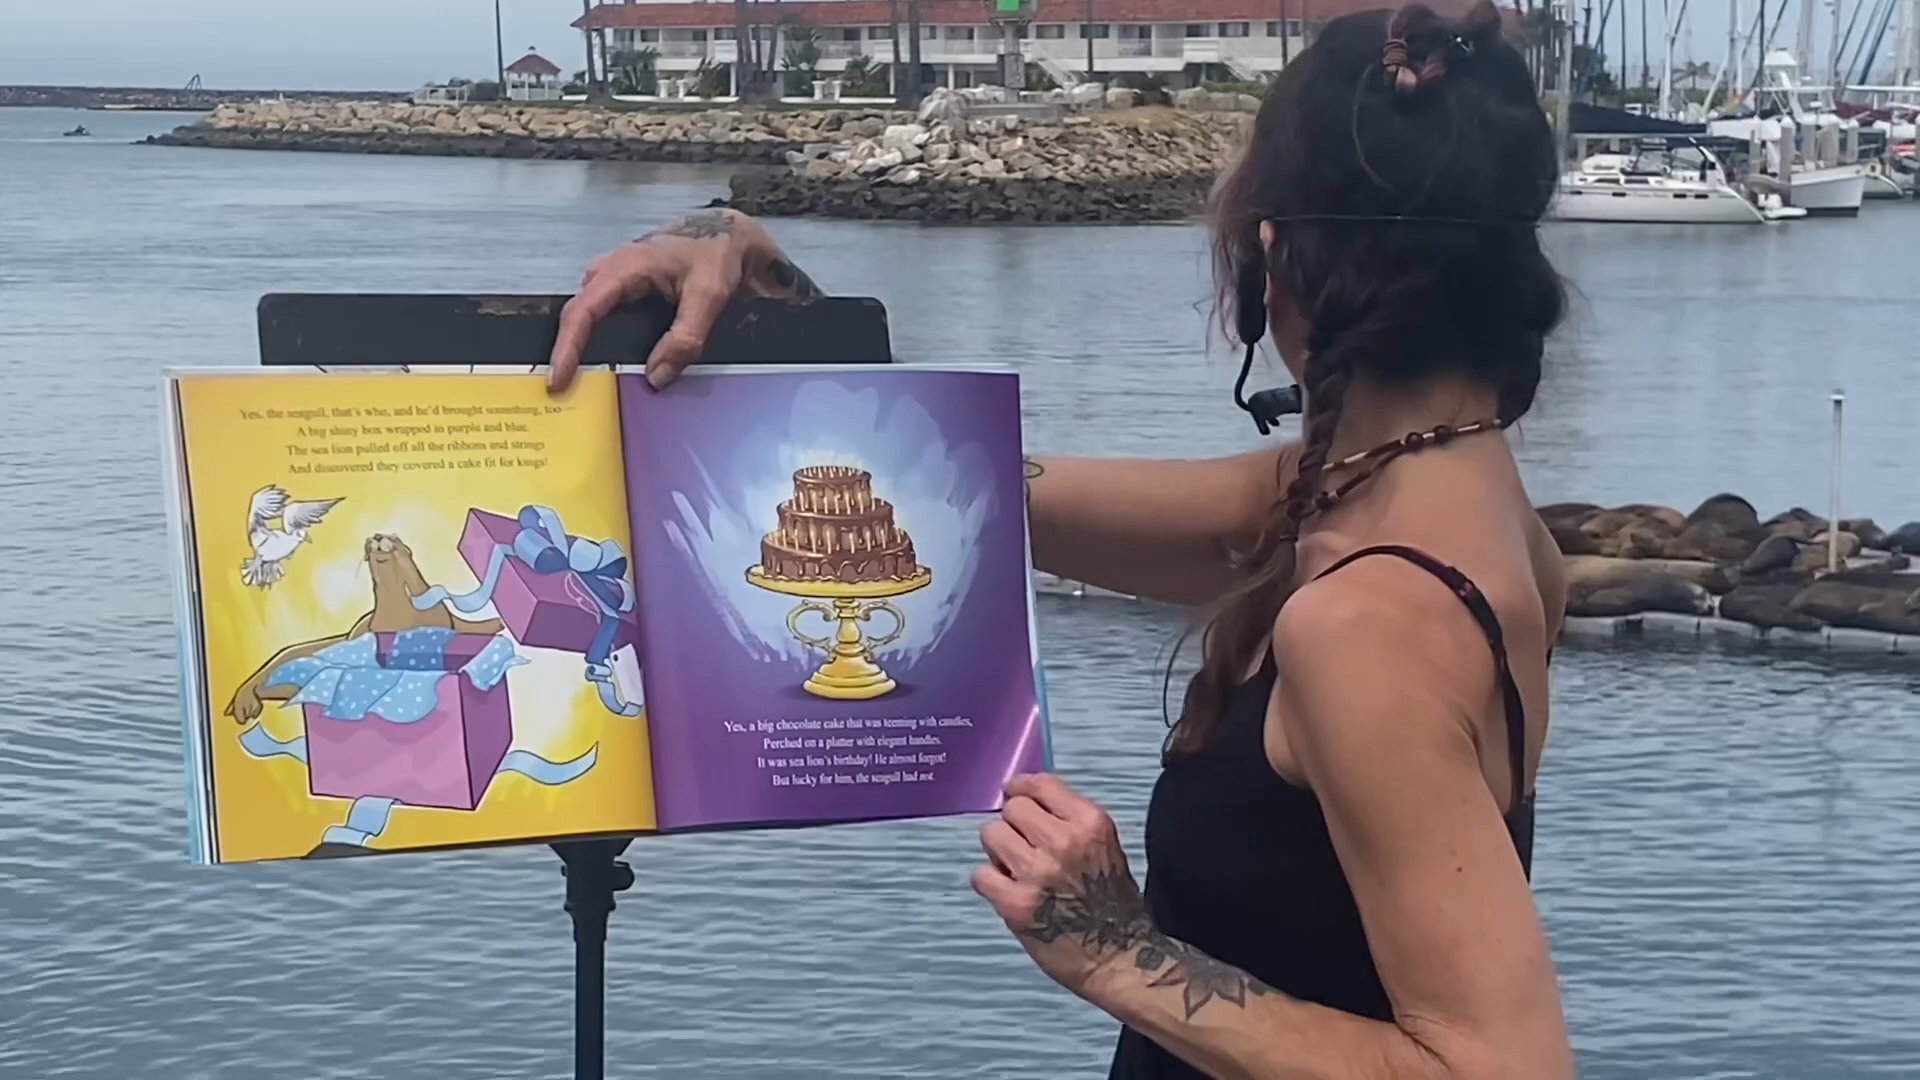 Yes, the seagull, that's who, and he'd brought something, too —
A big shiny box wrapped in purple and blue.
The sea lion pulled off all the ribbons and strings
And discovered they covered a cake fit for kings!
Yes, a big chocolate cake that was teeming with candles,
Perched on a platter with elegant handles.
It was sea lion's birthday! He almost forgot!
But lucky for him, the seagull had not.